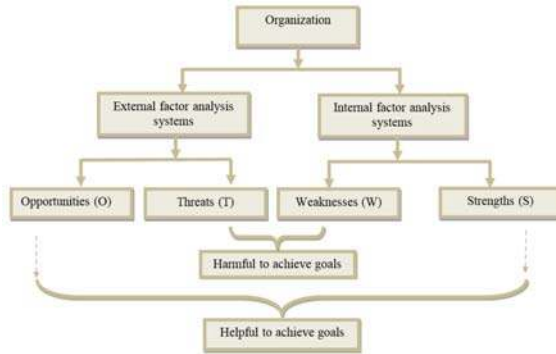 Organization
External factor analysis
systems
Internal factor analysis
systems
Opportunities (O)
Threats (T)
Weaknesses (W)
Strengths (S)
Harmful to achieve goals
Helpful to achieve goals